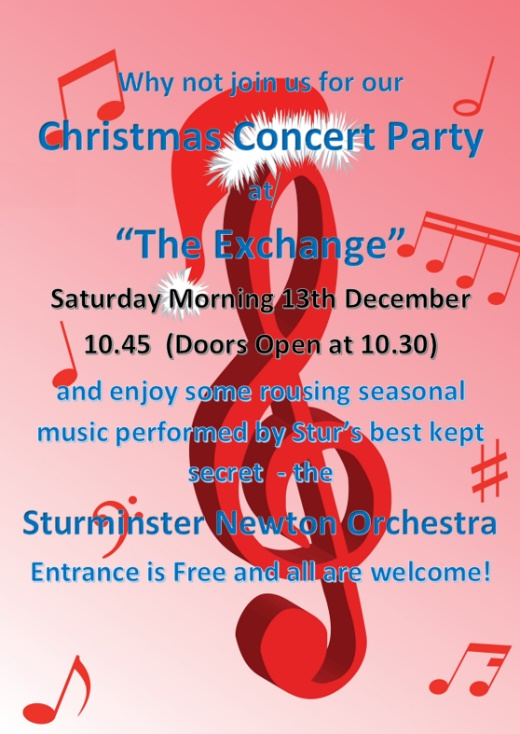 Why not join us for our
Christmas Concert Party
at
“The Exchange”
Saturday Morning 13th December
10.45 (Doors Open at 10.30)
and enjoy some rousing seasonal
music performed by Stur’s best kept
secret - the
Sturminster Newton Orchestra
Entrance is Free and all are welcome!